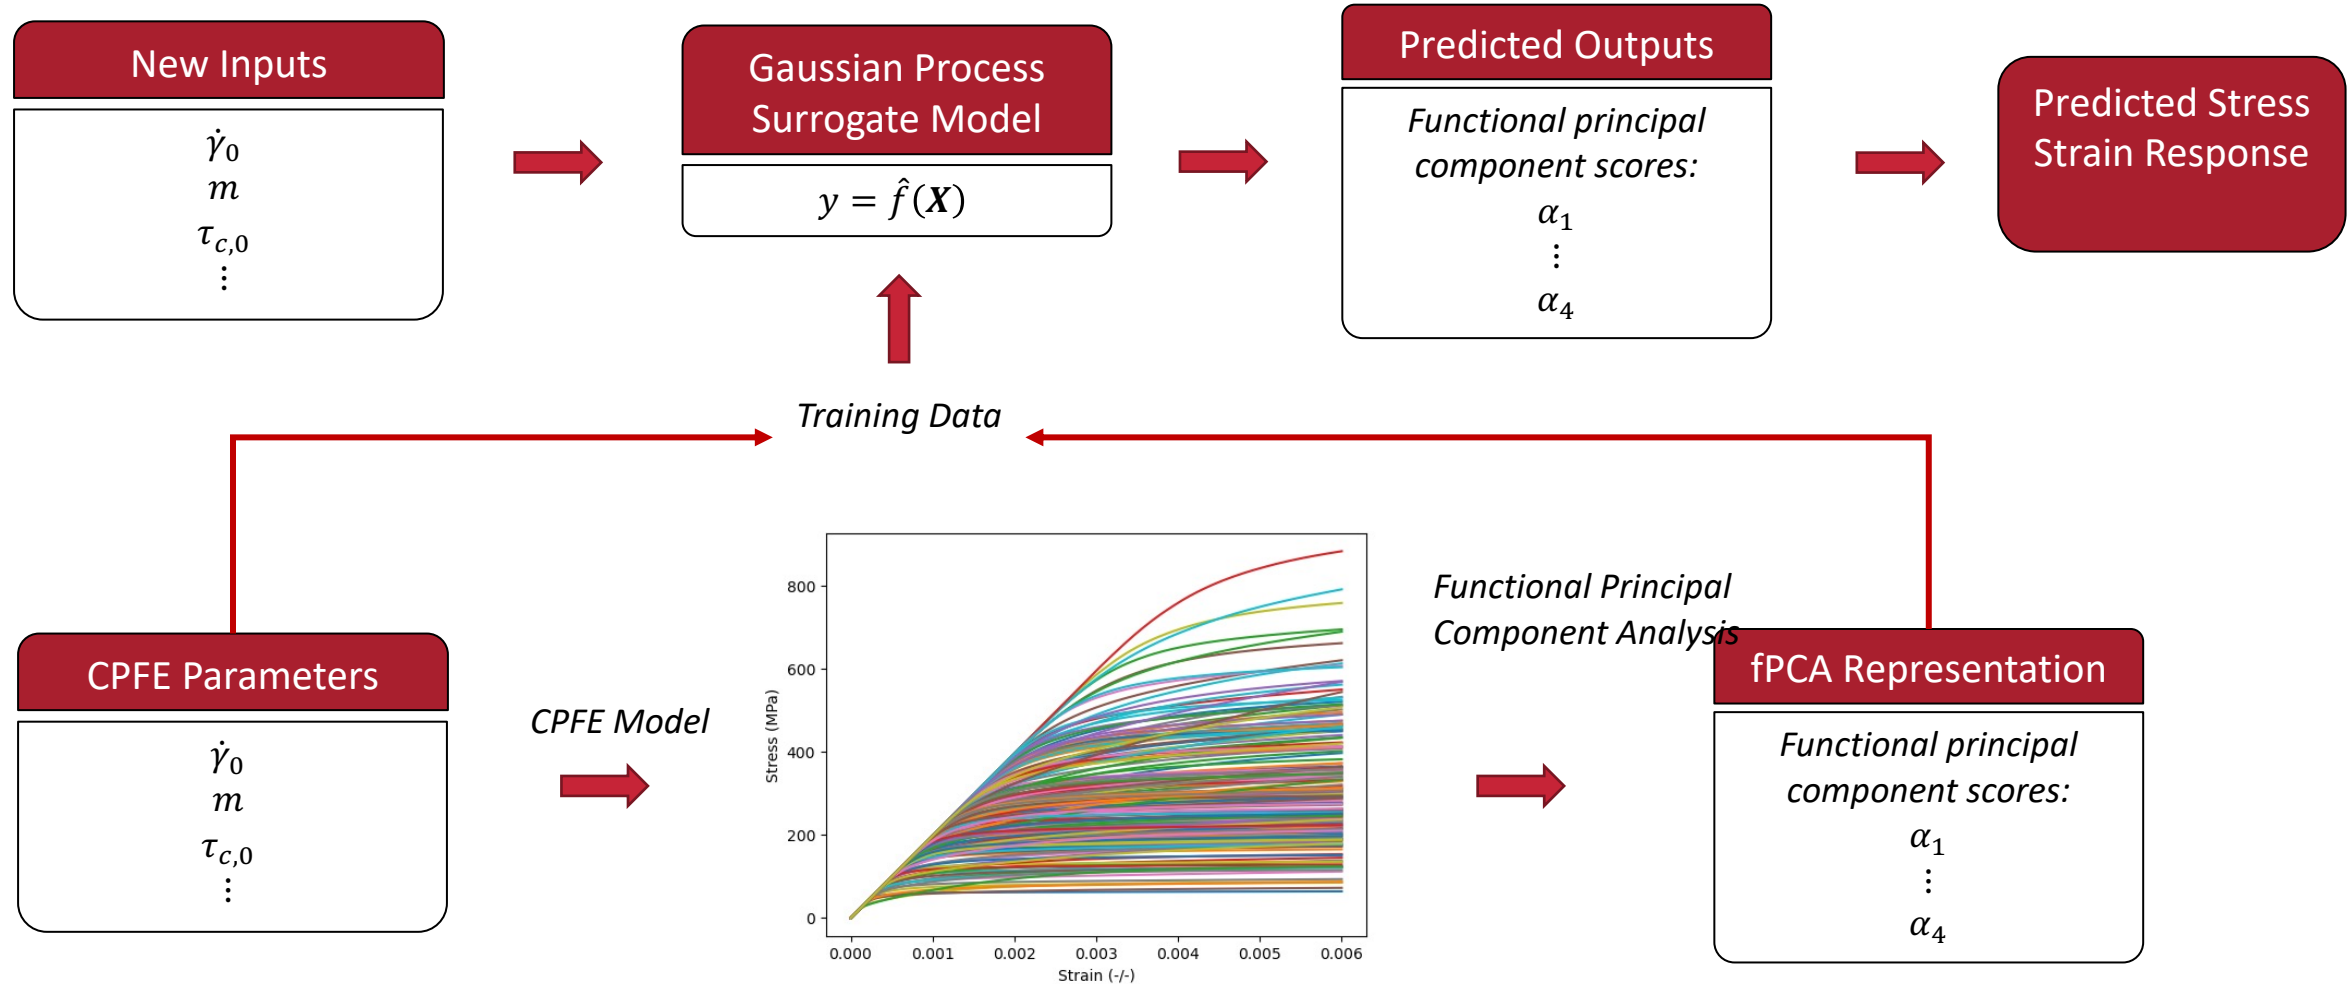 New Inputs
γ̇₀
m
τ_{c,0}
⋮
Gaussian Process
Surrogate Model
y = f̂(X)
Predicted Outputs
Functional principal
component scores:
α₁
⋮
α₄
Predicted Stress
Strain Response
Training Data
CPFE Parameters
γ̇₀
m
τ_{c,0}
⋮
CPFE Model
Stress (MPa)
800
600
400
200
0
0.000 0.001 0.002 0.003 0.004 0.005 0.006
Strain (-/-)
Functional Principal
Component Analysis
fPCA Representation
Functional principal
component scores:
α₁
⋮
α₄